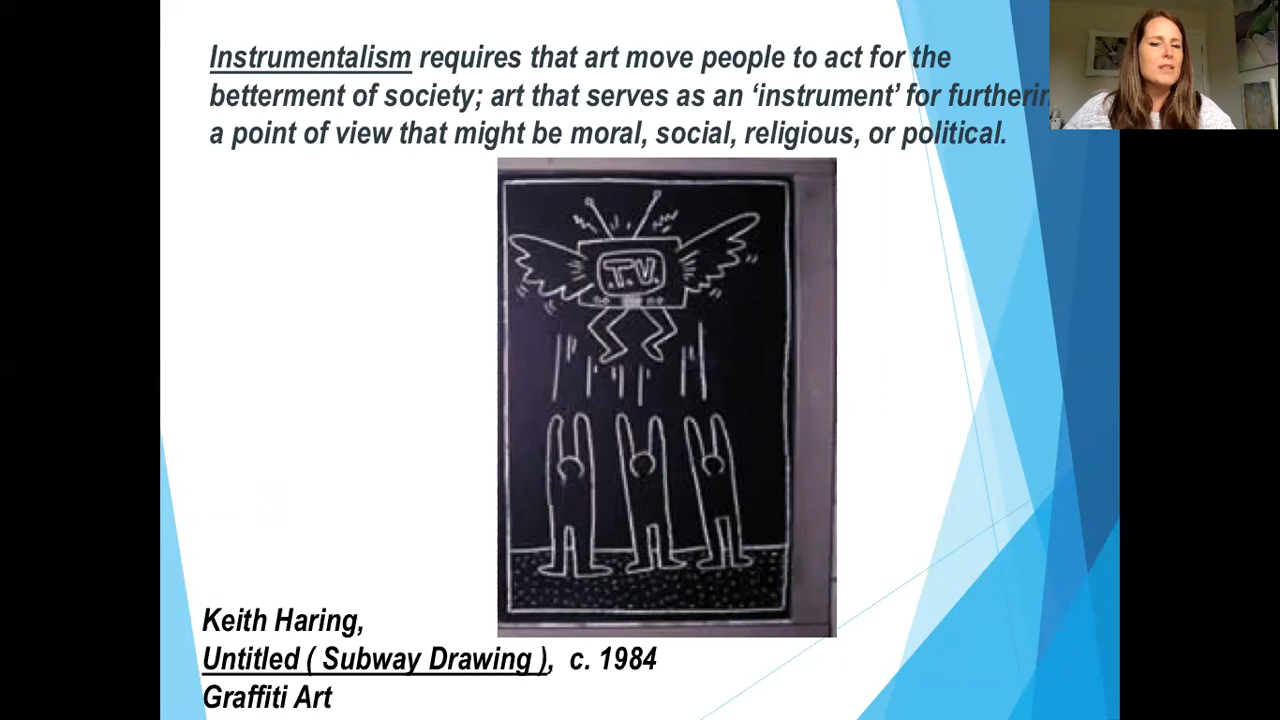 Instrumentalism requires that art move people to act for the
betterment of society; art that serves as an ‘instrument’ for
a point of view that might be moral, social, religious, or political.
T.V.
Keith Haring,
Untitled ( Subway Drawing ), c. 1984
Graffiti Art